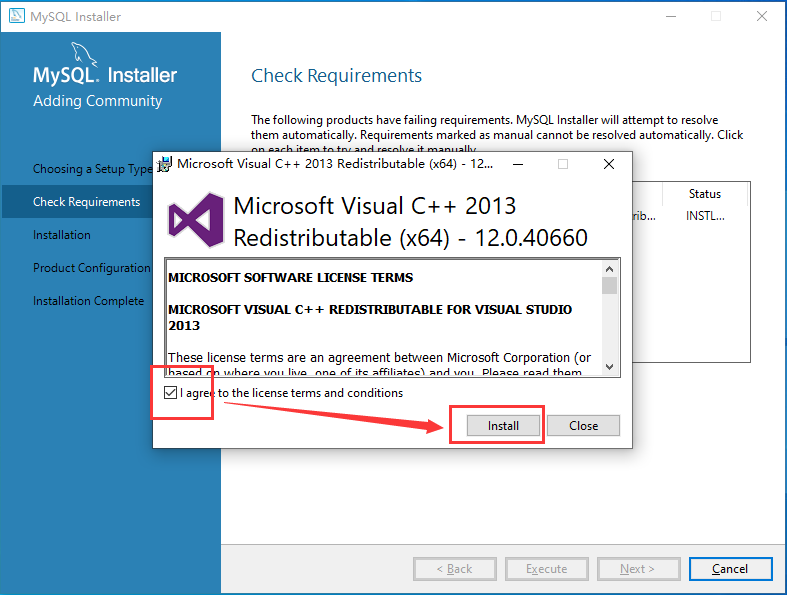 MySQL Installer
MySQL. Installer
Adding Community
Choosing a Setup Type
Check Requirements
Installation
Product Configuration
Installation Complete
Check Requirements
The following products have failing requirements. MySQL Installer will attempt to resolve
them automatically. Requirements marked as manual cannot be resolved automatically. Click
on each item to try and resolve it manually.
Status
rib...
INSTL...
Microsoft Visual C++ 2013 Redistributable (x64) - 12...
Microsoft Visual C++ 2013
Redistributable (x64) - 12.0.40660
MICROSOFT SOFTWARE LICENSE TERMS
MICROSOFT VISUAL C++ REDISTRIBUTABLE FOR VISUAL STUDIO
2013
These license terms are an agreement between Microsoft Corporation (or
based on where you live, one of its affiliates) and you. Please read them.
I agree to the license terms and conditions
Install
Close
< Back
Execute
Next >
Cancel